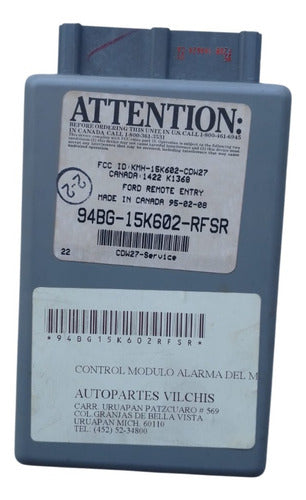 ATTENTION:
BEFORE ORDERING THIS UNIT, IN US.CALL 1-800-461-6945
IN CANADA CALL 1-800-361-3531
FCC ID:KMH-15K602-CDW27
CANADA:1422 K1368
FORD REMOTE ENTRY
MADE IN CANADA 95-02-08
2-2
94BG-15K602-RFSR
22 CDW27-Service
*94BG15K602RFSR*
CONTROL MODULO ALARMA DEL M
AUTOPARTES VILCHIS
CARR. URUAPAN PATZCUARO # 569
COL. GRANJAS DE BELLA VISTA
URUAPAN MICH. 60110
TEL: (452) 52-34800